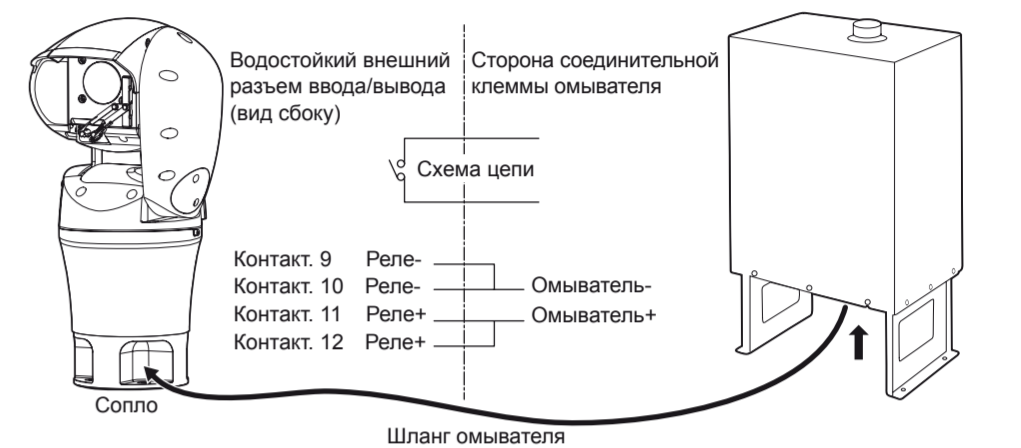 Водостойкий внешний
разъем ввода/вывода
(вид сбоку)
Сторона соединительной
клеммы омывателя
Схема цепи
Контакт. 9 Реле-
Контакт. 10 Реле- Омыватель-
Контакт. 11 Реле+ Омыватель+
Контакт. 12 Реле+
Сопло
Шланг омывателя